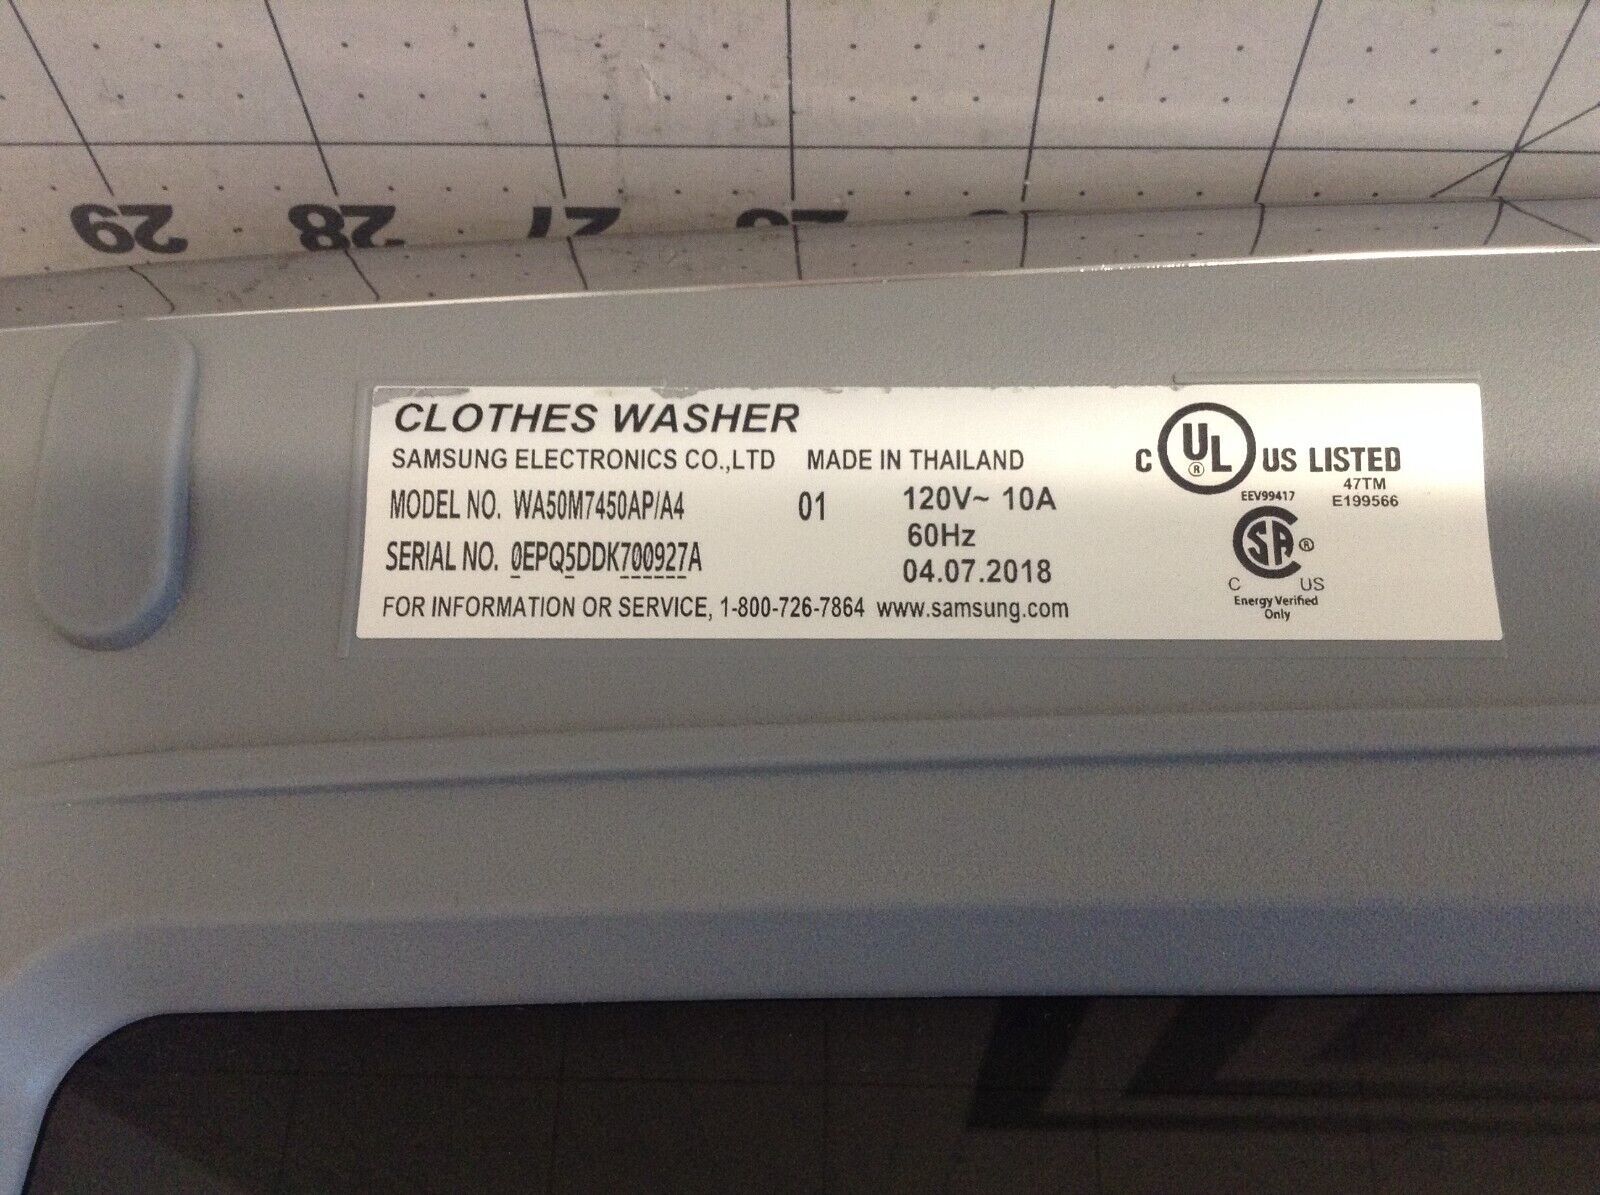 29 28 27
CLOTHES WASHER
SAMSUNG ELECTRONICS CO.,LTD MADE IN THAILAND
MODEL NO. WA50M7450AP/A4 01 120V~ 10A
60Hz
SERIAL NO. 0EPQ5DDK700927A
04.07.2018
FOR INFORMATION OR SERVICE, 1-800-726-7864 www.samsung.com
C UL ® US LISTED
47TM
EEV99417 E199566
SA ®
C US
Energy Verified
Only